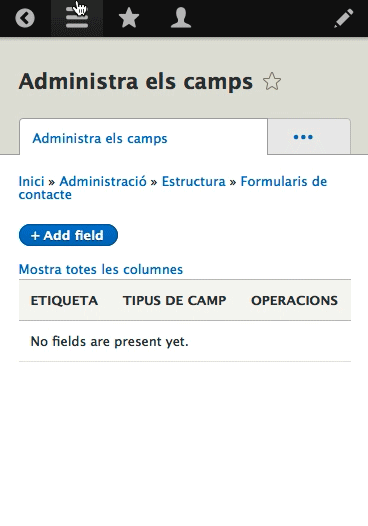 Administra els camps
Administra els camps
•••
Inici » Administració » Estructura » Formularis de
contacte
+ Add field
Mostra totes les columnes
ETIQUETA TIPUS DE CAMP OPERACIONS
No fields are present yet.